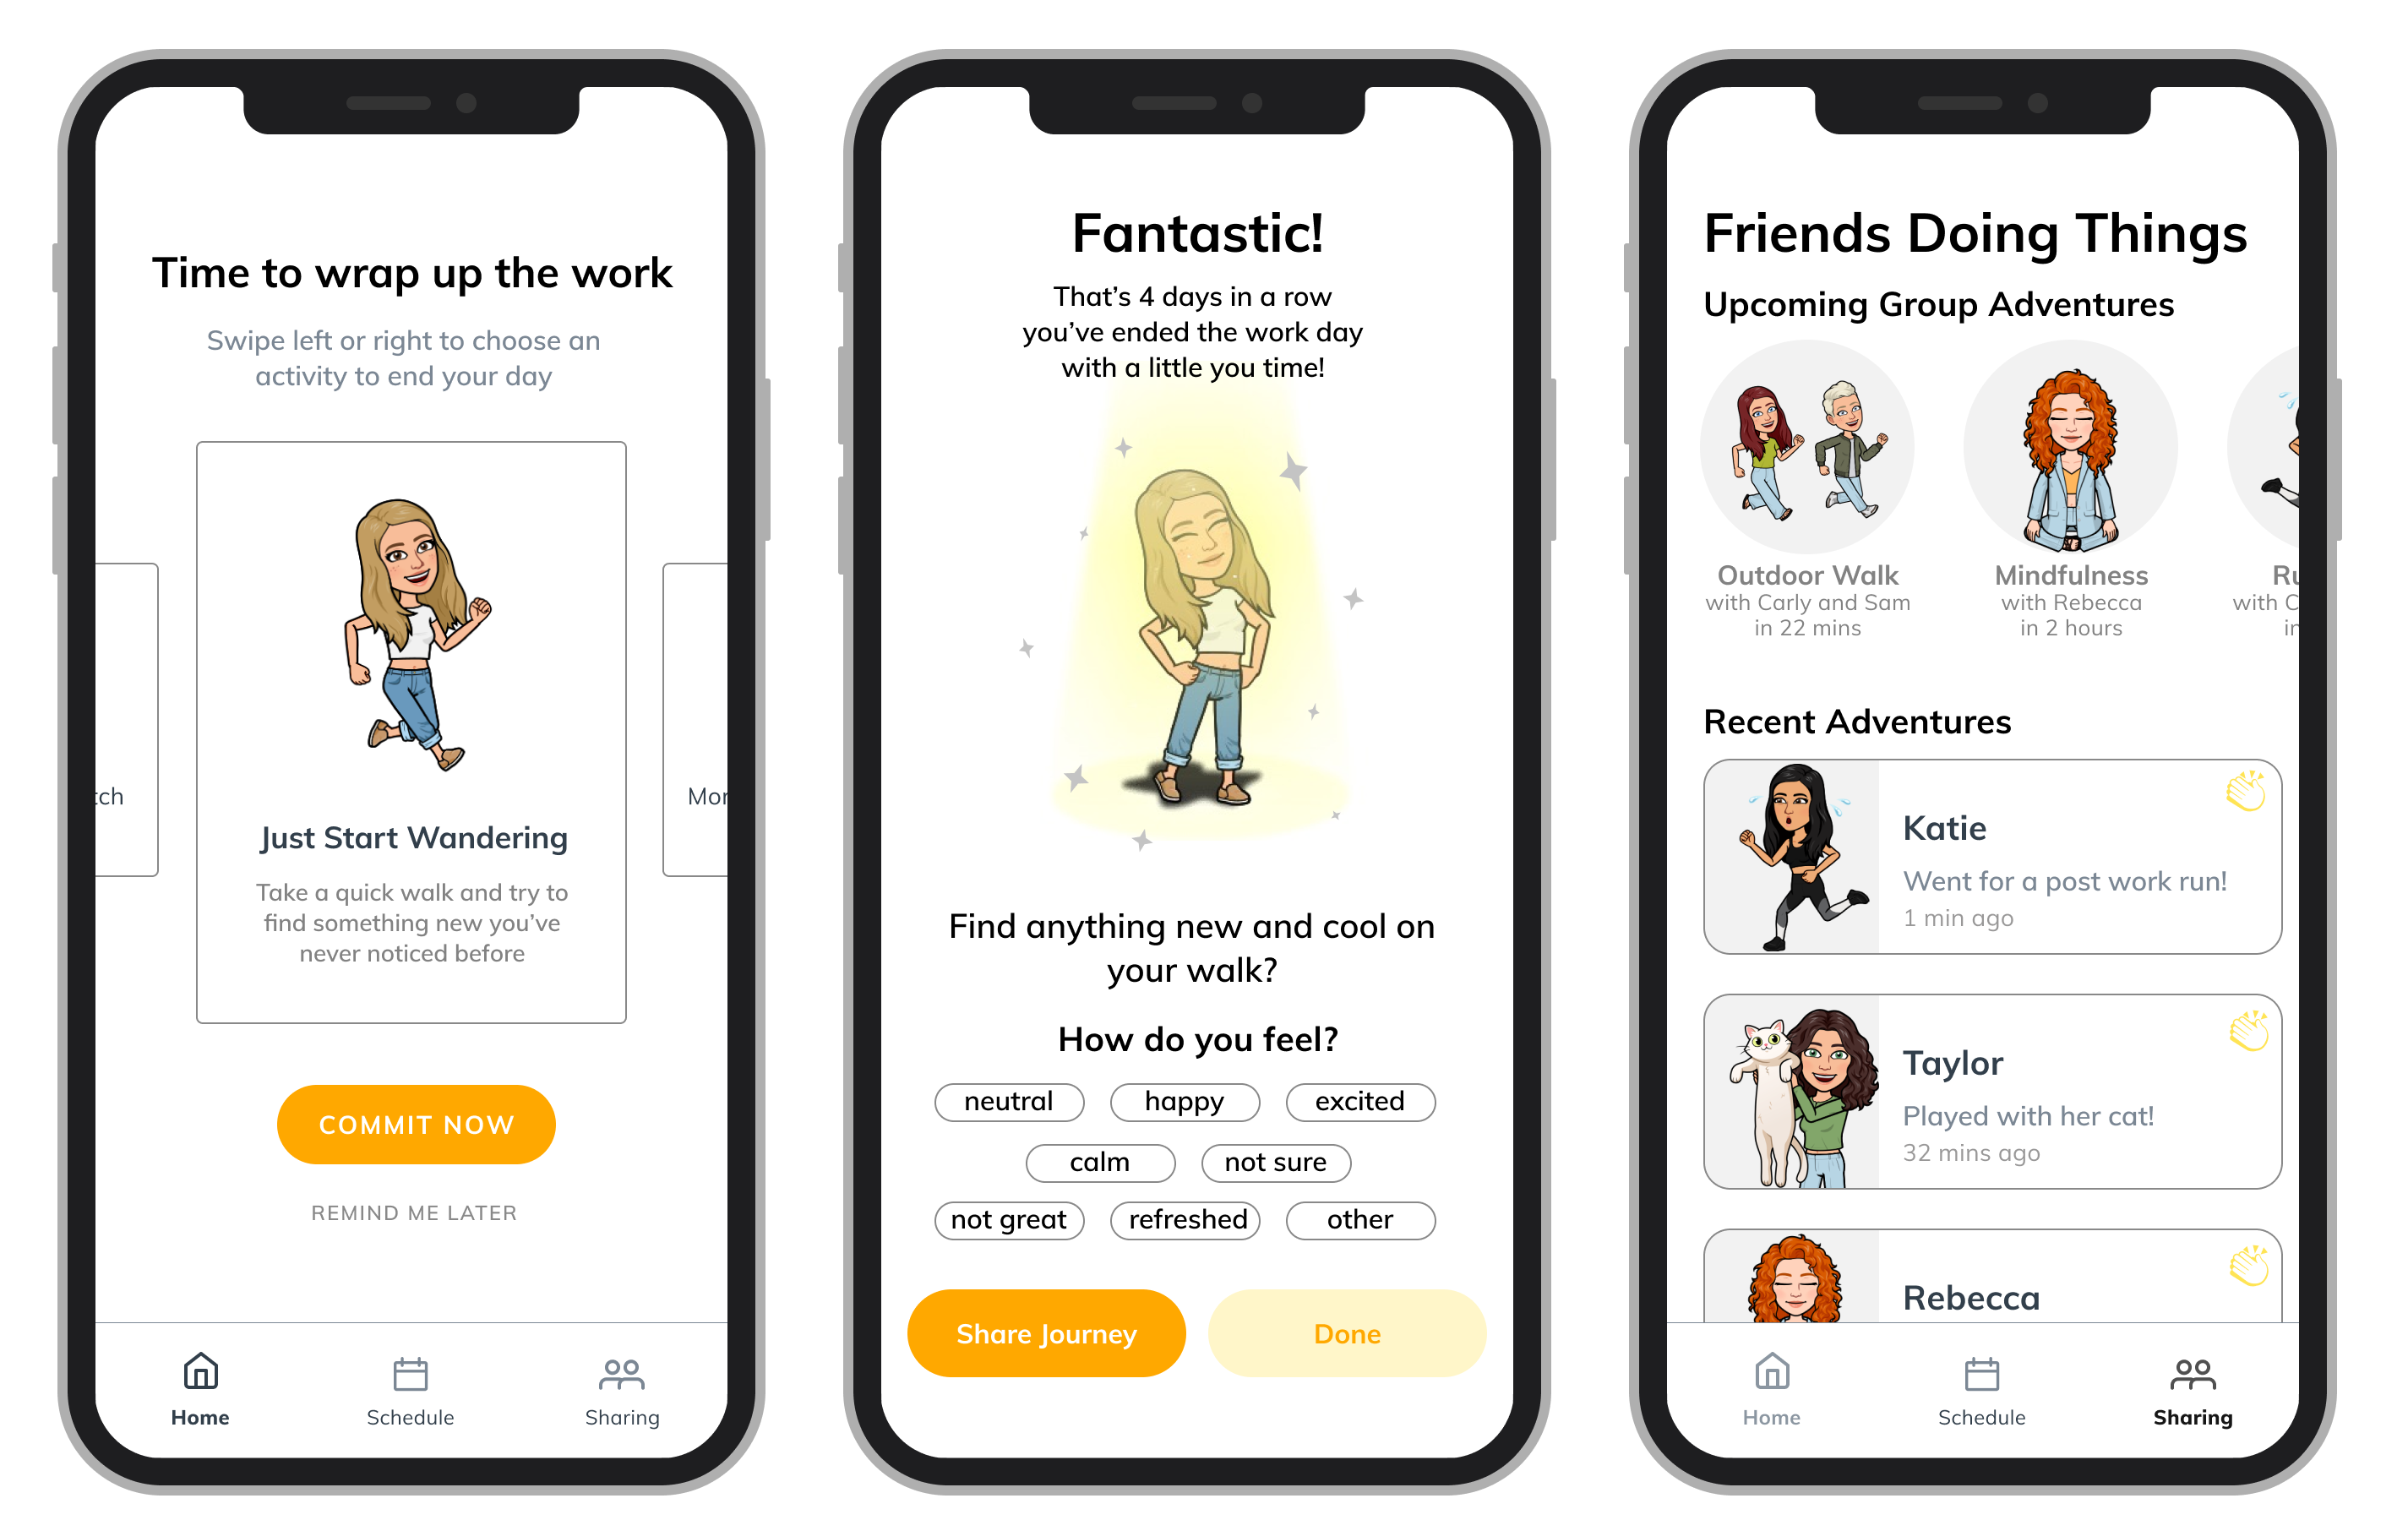 Time to wrap up the work
Swipe left or right to choose an
activity to end your day
Just Start Wandering
Take a quick walk and try to
find something new you’ve
never noticed before
COMMIT NOW
REMIND ME LATER
Home
Schedule
Sharing
Fantastic!
That’s 4 days in a row
you’ve ended the work day
with a little you time!
Find anything new and cool on
your walk?
How do you feel?
neutral happy excited
calm not sure
not great refreshed other
Share Journey
Done
Friends Doing Things
Upcoming Group Adventures
Outdoor Walk
with Carly and Sam
in 22 mins
Mindfulness
with Rebecca
in 2 hours
with
Recent Adventures
Katie
Went for a post work run!
1 min ago
Taylor
Played with her cat!
32 mins ago
Rebecca
Home
Schedule
Sharing